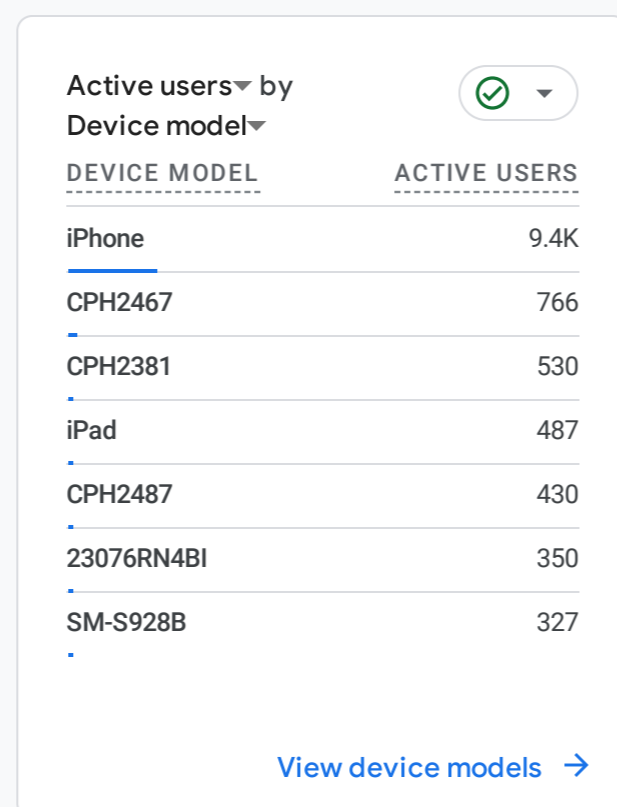 Active users by
Device model
DEVICE MODEL ACTIVE USERS
iPhone 9.4K
CPH2467 766
CPH2381 530
iPad 487
CPH2487 430
23076RN4BI 350
SM-S928B 327
View device models